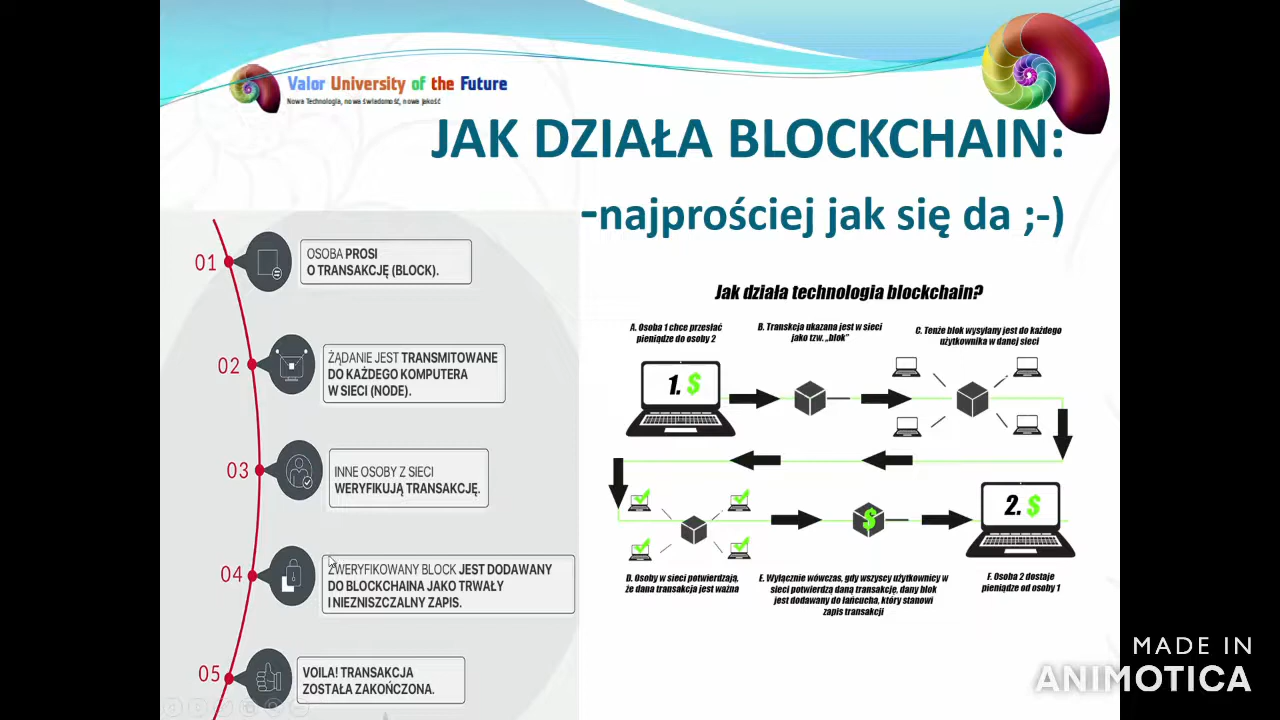 Valor University of the Future
Nowa Technologia, nowa świadomość, nowa jakość
JAK DZIAŁA BLOCKCHAIN:
-najprościej jak się da ;-)
01
OSOBA PROSI
O TRANSAKCJĘ (BLOCK).
02
ŻĄDANIE JEST TRANSMITOWANE
DO KAŻDEGO KOMPUTERA
W SIECI (NODE).
03
INNE OSOBY Z SIECI
WERYFIKUJĄ TRANSAKCJĘ.
04
ZWERYFIKOWANY BLOCK JEST DODAWANY
DO BLOCKCHAINA JAKO TRWAŁY
I NIEZNISZCZALNY ZAPIS.
05
VOILA! TRANSAKCJA
ZOSTAŁA ZAKOŃCZONA.
Jak działa technologia blockchain?
A. Osoba 1 chce przesłać
pieniądze do osoby 2
B. Transkcja ukazana jest w sieci
jako tzw. „blok"
C. Tenże blok wysyłany jest do każdego
użytkownika w danej sieci
1. $
2. $
$
D. Osoby w sieci potwierdzają,
że dana transakcja jest ważna
E. Wyłącznie wówczas, gdy wszyscy użytkownicy w
sieci potwierdzą daną transakcję, dany blok
jest dodawany do łańcucha, który stanowi
zapis transakcji
F. Osoba 2 dostaje
pieniądze od osoby 1
MADE IN
ANIMOTICA